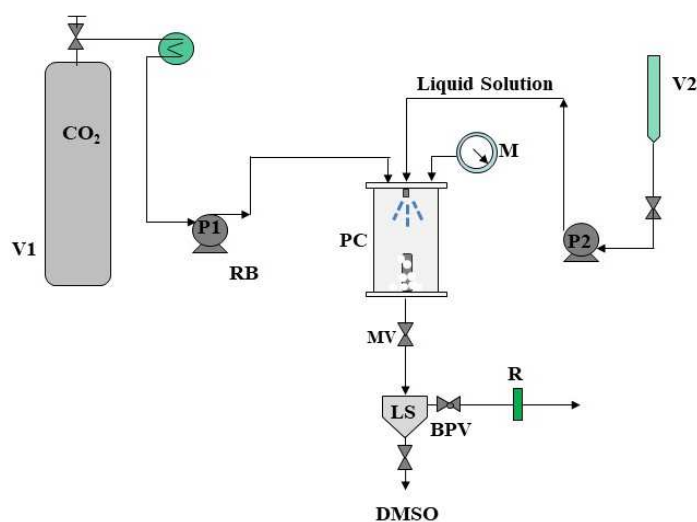 Liquid Solution
V2
CO₂
M
P1
PC
P2
V1
RB
MV
R
LS
BPV
DMSO